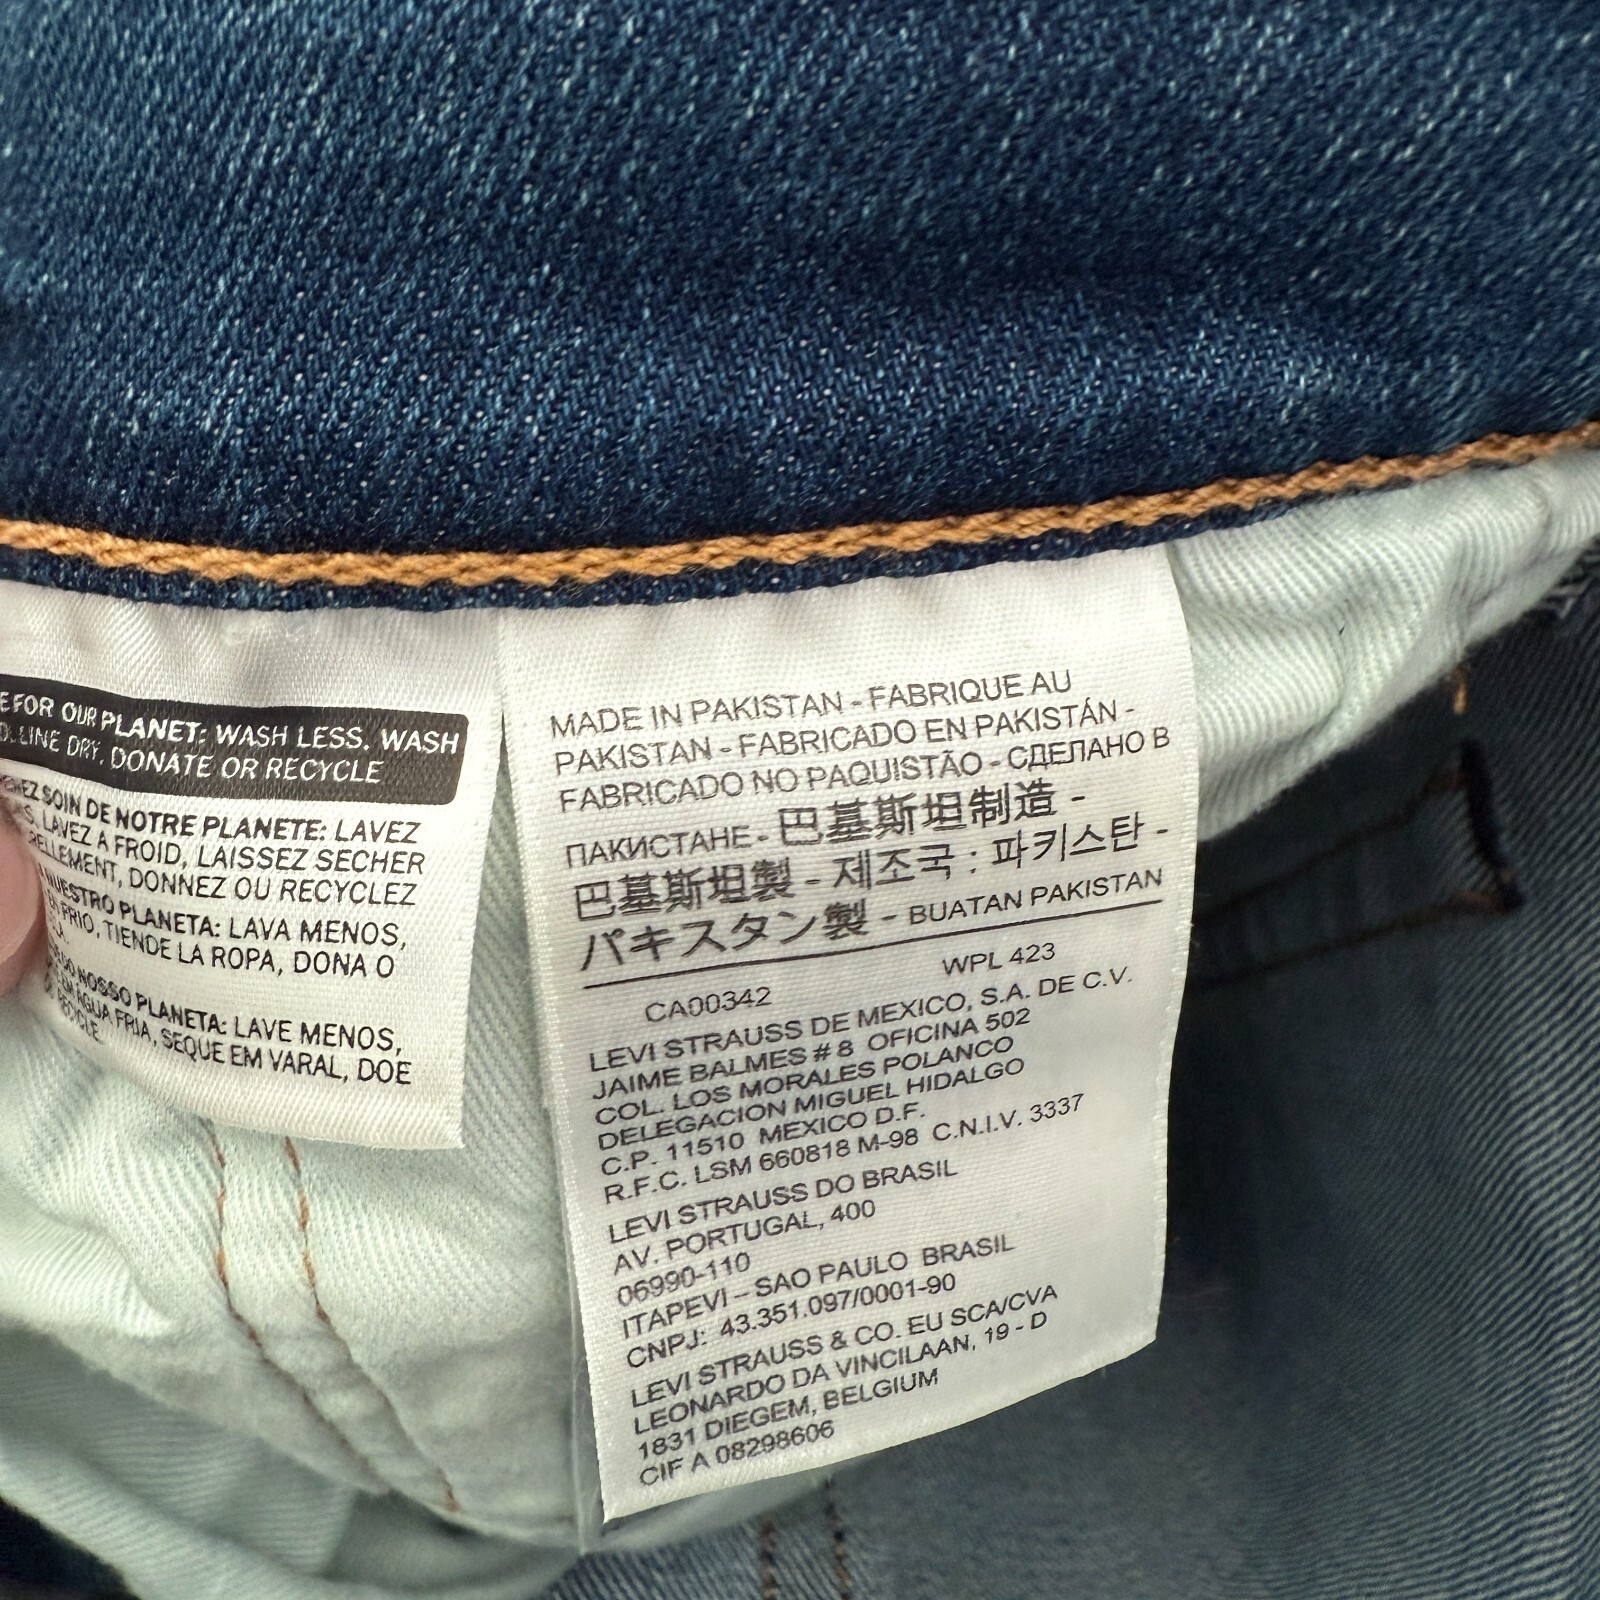 E FOR OUR PLANET: WASH LESS. WASH
D. LINE DRY. DONATE OR RECYCLE
SOIN DE NOTRE PLANETE: LAVEZ
LAVEZ A FROID, LAISSEZ SECHER
DONNEZ OU RECYCLEZ
NUESTRO PLANETA: LAVA MENOS,
FRIO, TIENDE LA ROPA, DONA O
NOSSO PLANETA: LAVE MENOS,
EM ÁGUA FRIA, SEQUE EM VARAL, DOE
RECICLE
MADE IN PAKISTAN - FABRIQUE AU
PAKISTAN - FABRICADO EN PAKISTÁN -
FABRICADO NO PAQUISTÃO - СДЕЛАНО В
ПАКИСТАНЕ - 巴基斯坦制造 -
巴基斯坦製 - 제조국 : 파키스탄 -
パキスタン製 - BUATAN PAKISTAN
CA00342 WPL 423
LEVI STRAUSS DE MEXICO, S.A. DE C.V.
JAIME BALMES # 8 OFICINA 502
COL. LOS MORALES POLANCO
DELEGACION MIGUEL HIDALGO
C.P. 11510 MEXICO D.F.
R.F.C. LSM 660818 M-98 C.N.I.V. 3337
LEVI STRAUSS DO BRASIL
AV. PORTUGAL, 400
06990-110
ITAPEVI – SAO PAULO BRASIL
CNPJ: 43.351.097/0001-90
LEVI STRAUSS & CO. EU SCA/CVA
LEONARDO DA VINCILAAN, 19 - D
1831 DIEGEM, BELGIUM
CIF A 08298606